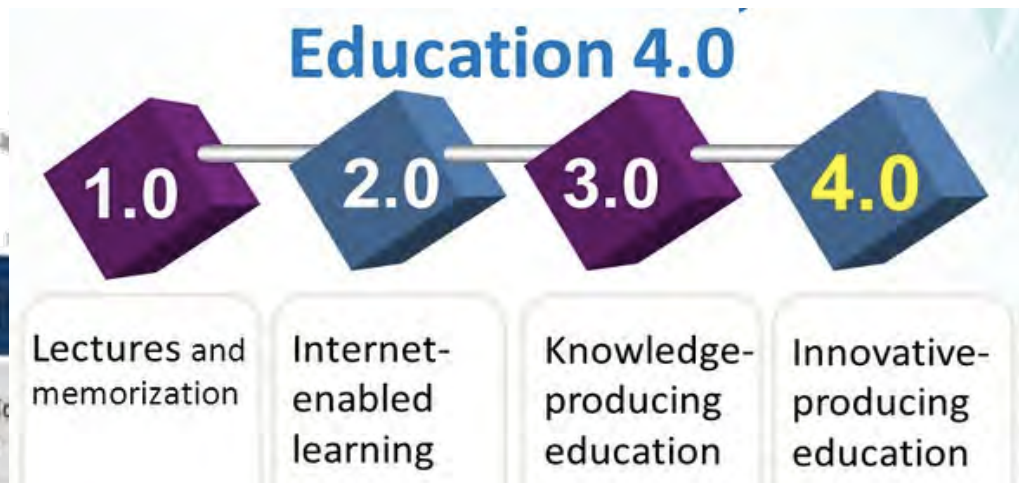 Education 4.0
1.0
2.0
3.0
4.0
Lectures and
memorization
Internet-
enabled
learning
Knowledge-
producing
education
Innovative-
producing
education